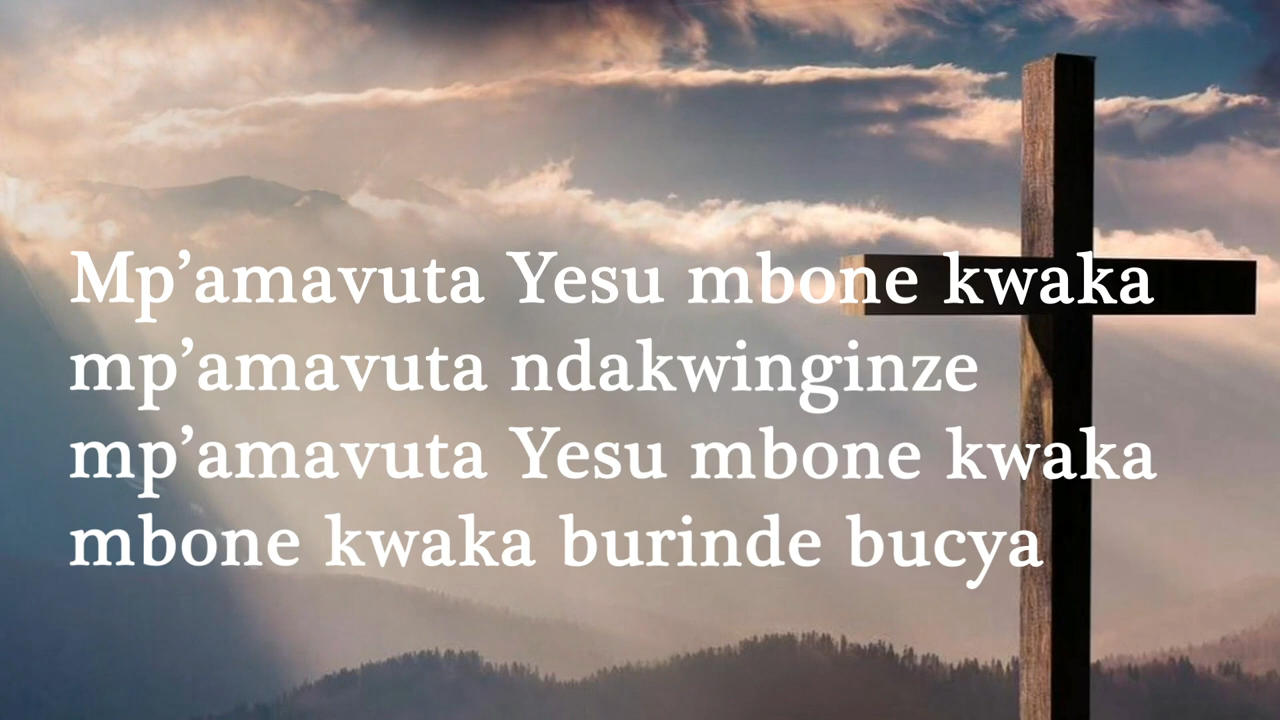 Mp’amavuta Yesu mbone kwaka
mp’amavuta ndakwinginze
mp’amavuta Yesu mbone kwaka
mbone kwaka burinde bucya